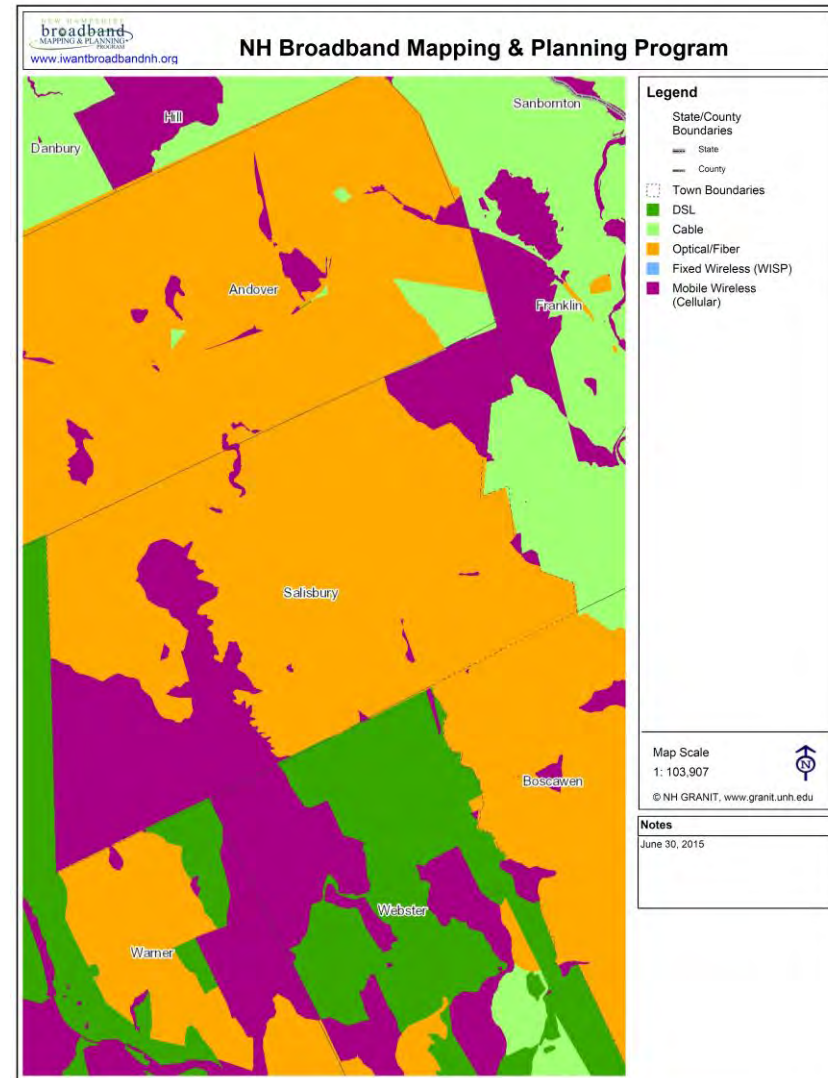 NEW HAMPSHIRE
broadband
MAPPING & PLANNING
PROGRAM
www.iwantbroadbandnh.org
NH Broadband Mapping & Planning Program
Sanbornton
Hill
Danbury
Andover
Franklin
Salisbury
Boscawen
Webster
Warner
Legend
State/County
Boundaries
State
County
Town Boundaries
DSL
Cable
Optical/Fiber
Fixed Wireless (WISP)
Mobile Wireless
(Cellular)
Map Scale
1: 103,907
N
© NH GRANIT, www.granit.unh.edu
Notes
June 30, 2015